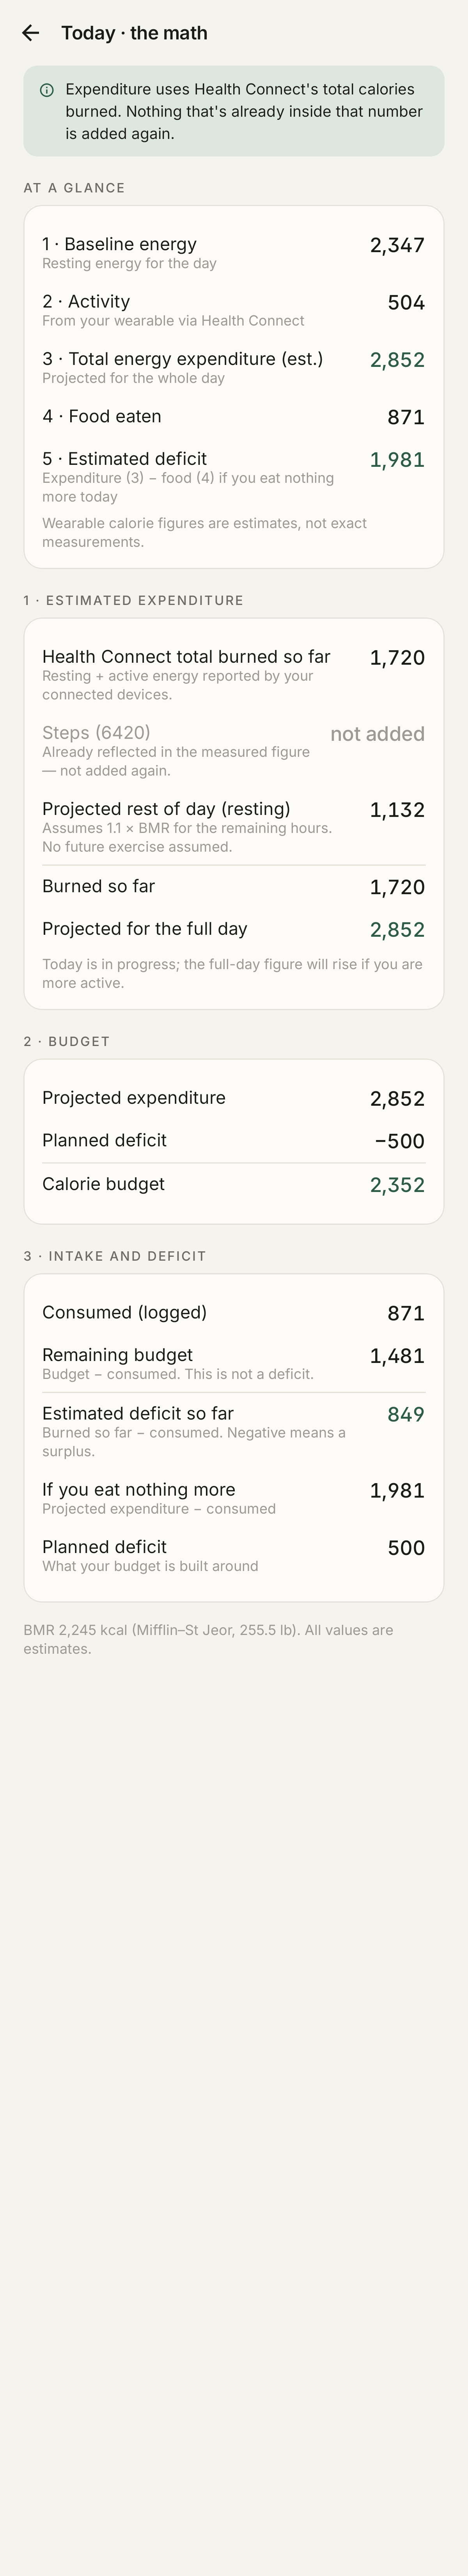 Today · the math
Expenditure uses Health Connect's total calories
burned. Nothing that's already inside that number
is added again.
AT A GLANCE
1 · Baseline energy 2,347
Resting energy for the day
2 · Activity 504
From your wearable via Health Connect
3 · Total energy expenditure (est.) 2,852
Projected for the whole day
4 · Food eaten 871
5 · Estimated deficit 1,981
Expenditure (3) − food (4) if you eat nothing
more today
Wearable calorie figures are estimates, not exact
measurements.
1 · ESTIMATED EXPENDITURE
Health Connect total burned so far 1,720
Resting + active energy reported by your
connected devices.
Steps (6420) not added
Already reflected in the measured figure
— not added again.
Projected rest of day (resting) 1,132
Assumes 1.1 × BMR for the remaining hours.
No future exercise assumed.
Burned so far 1,720
Projected for the full day 2,852
Today is in progress; the full-day figure will rise if you are
more active.
2 · BUDGET
Projected expenditure 2,852
Planned deficit −500
Calorie budget 2,352
3 · INTAKE AND DEFICIT
Consumed (logged) 871
Remaining budget 1,481
Budget − consumed. This is not a deficit.
Estimated deficit so far 849
Burned so far − consumed. Negative means a
surplus.
If you eat nothing more 1,981
Projected expenditure − consumed
Planned deficit 500
What your budget is built around
BMR 2,245 kcal (Mifflin–St Jeor, 255.5 lb). All values are
estimates.